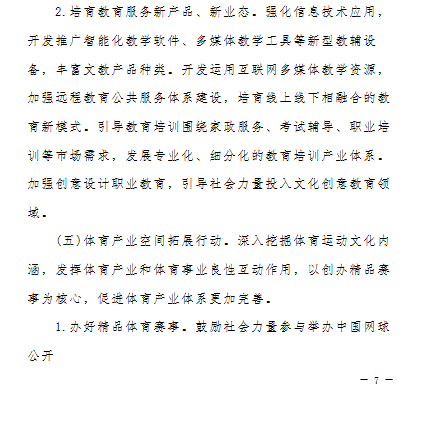 2.培育教育服务新产品、新业态。强化信息技术应用，
开发推广智能化教学软件、多媒体教学工具等新型教辅设
备，丰富文教产品种类。开发运用互联网多媒体教学资源，
加强远程教育公共服务体系建设，培育线上线下相融合的教
育新模式。引导教育培训围绕家政服务、考试辅导、职业培
训等市场需求，发展专业化、细分化的教育培训产业体系。
加强创意设计职业教育，引导社会力量投入文化创意教育领
域。
(五)体育产业空间拓展行动。深入挖掘体育运动文化内
涵，发挥体育产业和体育事业良性互动作用，以创办精品赛
事为核心，促进体育产业体系更加完善。
1.办好精品体育赛事。鼓励社会力量参与举办中国网球
公开
— 7 —